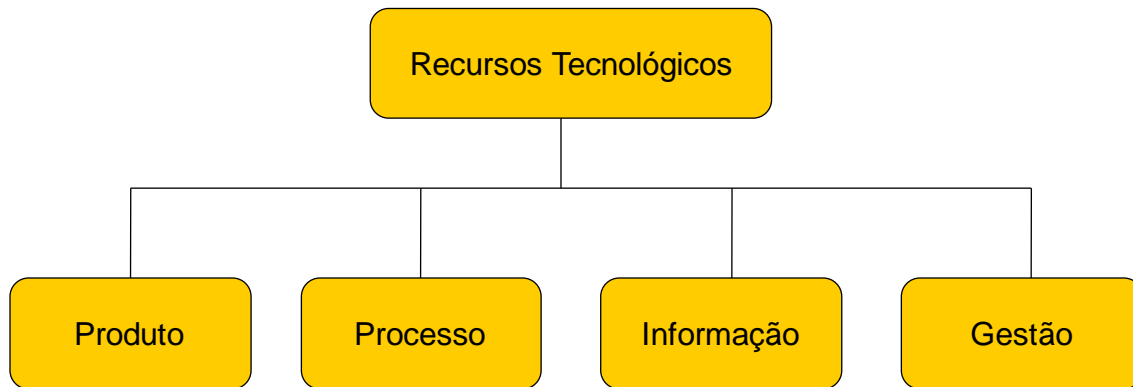 Recursos Tecnológicos
Produto
Processo
Informação
Gestão